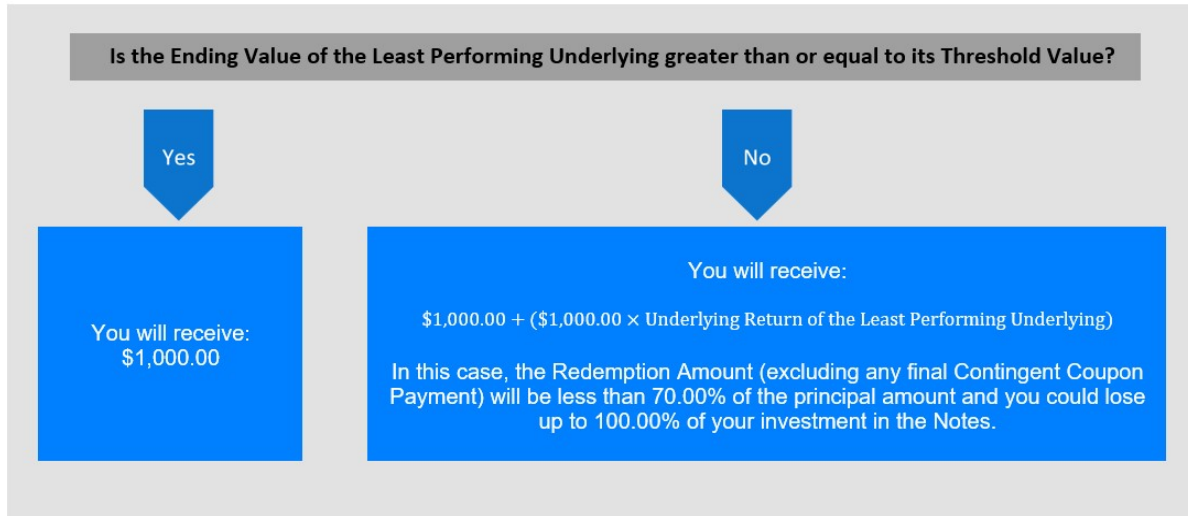 Is the Ending Value of the Least Performing Underlying greater than or equal to its Threshold Value?
Yes
No
You will receive:
$1,000.00
You will receive:
$1,000.00 + ($1,000.00 × Underlying Return of the Least Performing Underlying)
In this case, the Redemption Amount (excluding any final Contingent Coupon
Payment) will be less than 70.00% of the principal amount and you could lose
up to 100.00% of your investment in the Notes.